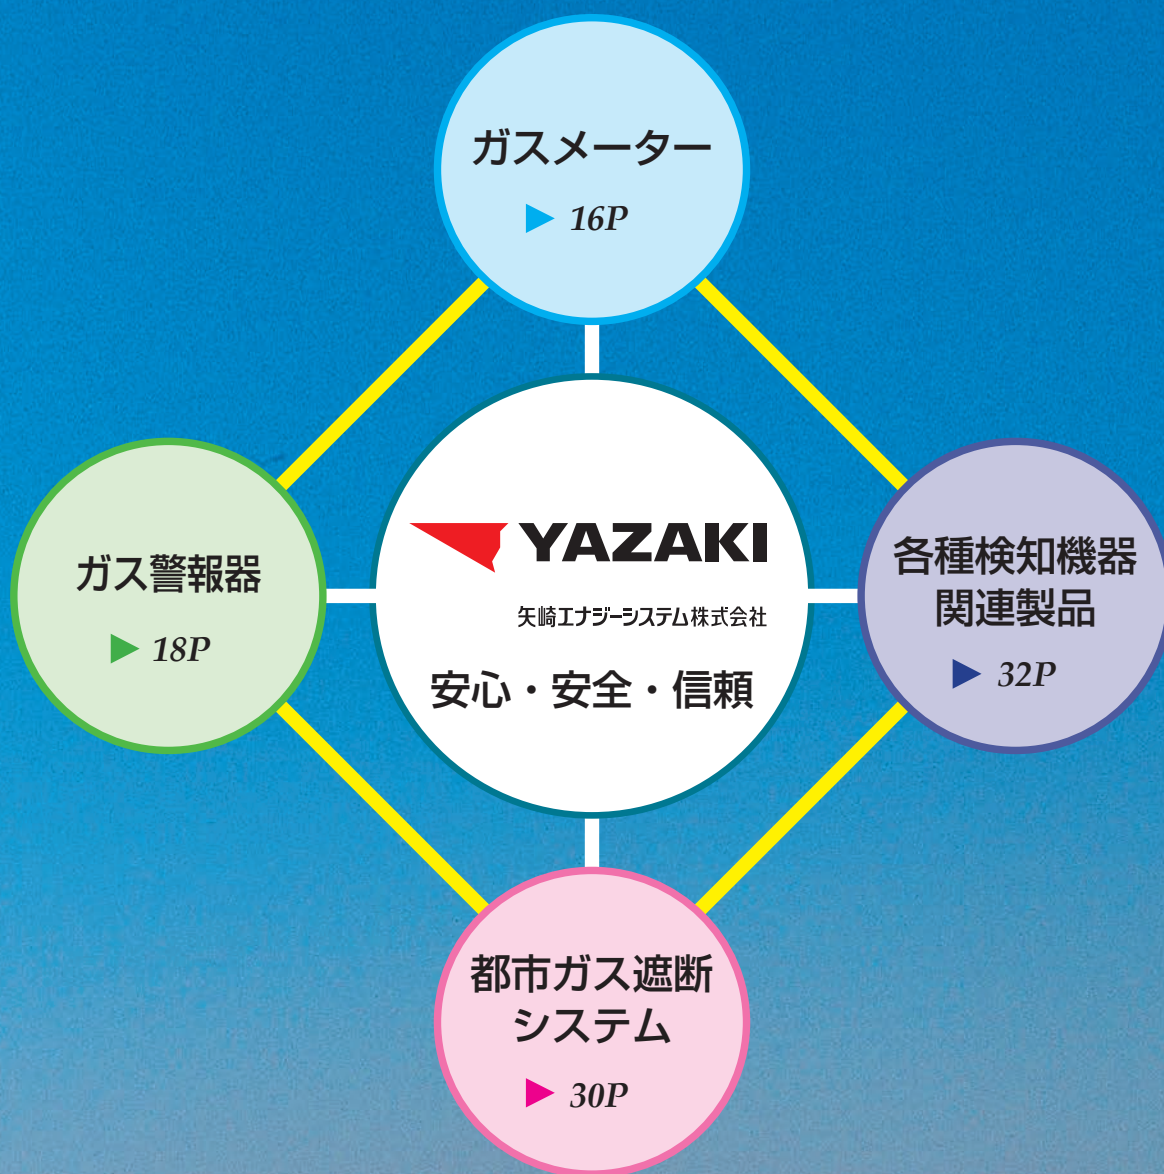 ガスメーター
▶ 16P
ガス警報器
▶ 18P
YAZAKI
矢崎エナジーシステム株式会社
安心・安全・信頼
各種検知機器
関連製品
▶ 32P
都市ガス遮断
システム
▶ 30P